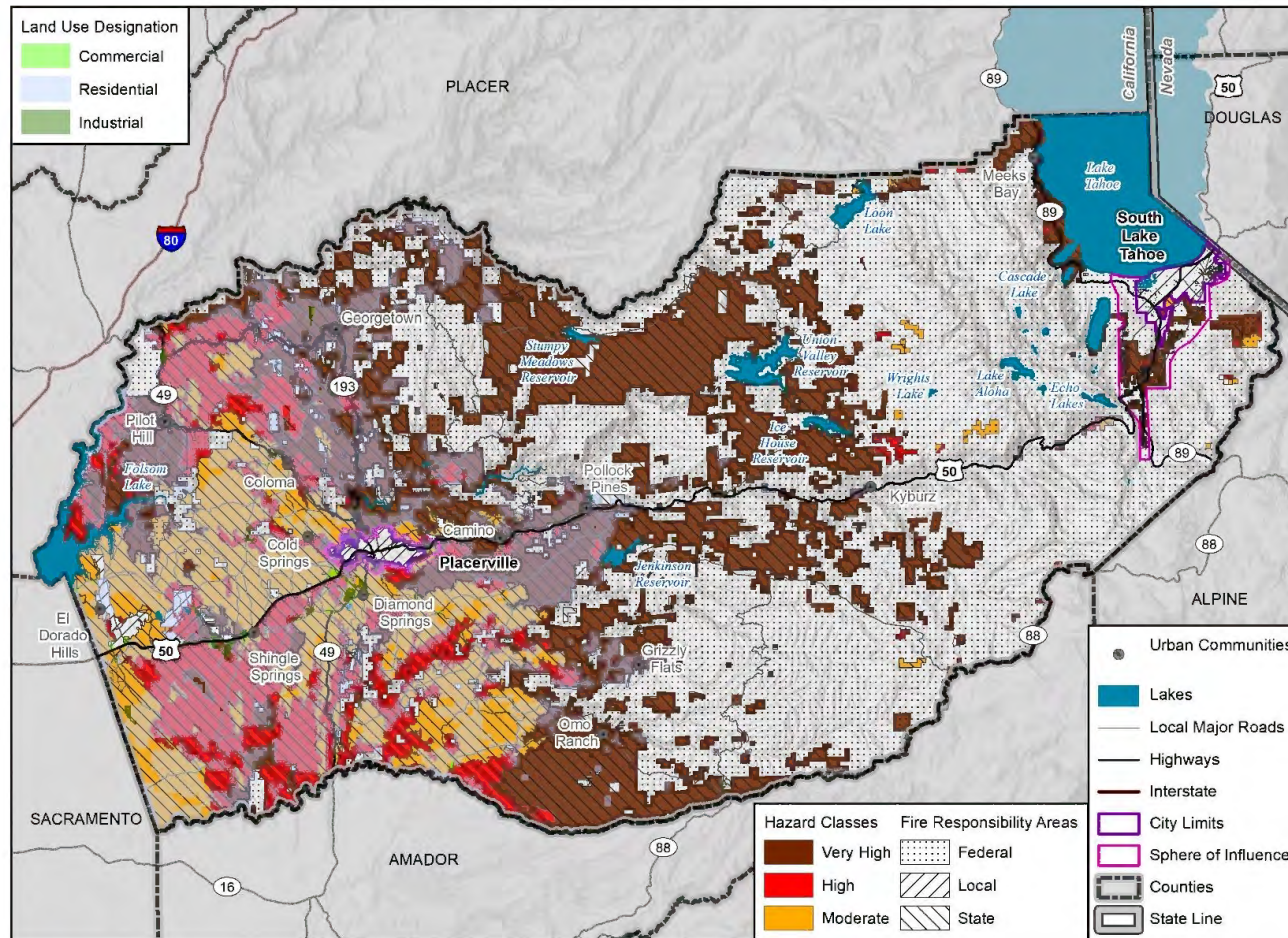 Land Use Designation
Commercial
Residential
Industrial
PLACER
89
California
Nevada
50
DOUGLAS
80
Meeks
Bay
Lake
Tahoe
Loon
Lake
89
South
Lake
Tahoe
Cascade
Lake
Georgetown
Stumpy
Meadows
Reservoir
Union
Valley
Reservoir
Wrights
Lake
Lake
Aloha
Echo
Lakes
193
49
Pilot
Hill
Ice
House
Reservoir
Folsom
Lake
Coloma
Pollock
Pines
50
89
Kyburz
Camino
Cold
Springs
Placerville
88
Jenkinson
Reservoir
ALPINE
El
Dorado
Hills
Diamond
Springs
50
Shingle
Springs
49
Grizzly
Flats
88
Omo
Ranch
SACRAMENTO
AMADOR
88
16
Hazard Classes
Very High
High
Moderate
Fire Responsibility Areas
Federal
Local
State
Urban Communities
Lakes
Local Major Roads
Highways
Interstate
City Limits
Sphere of Influence
Counties
State Line